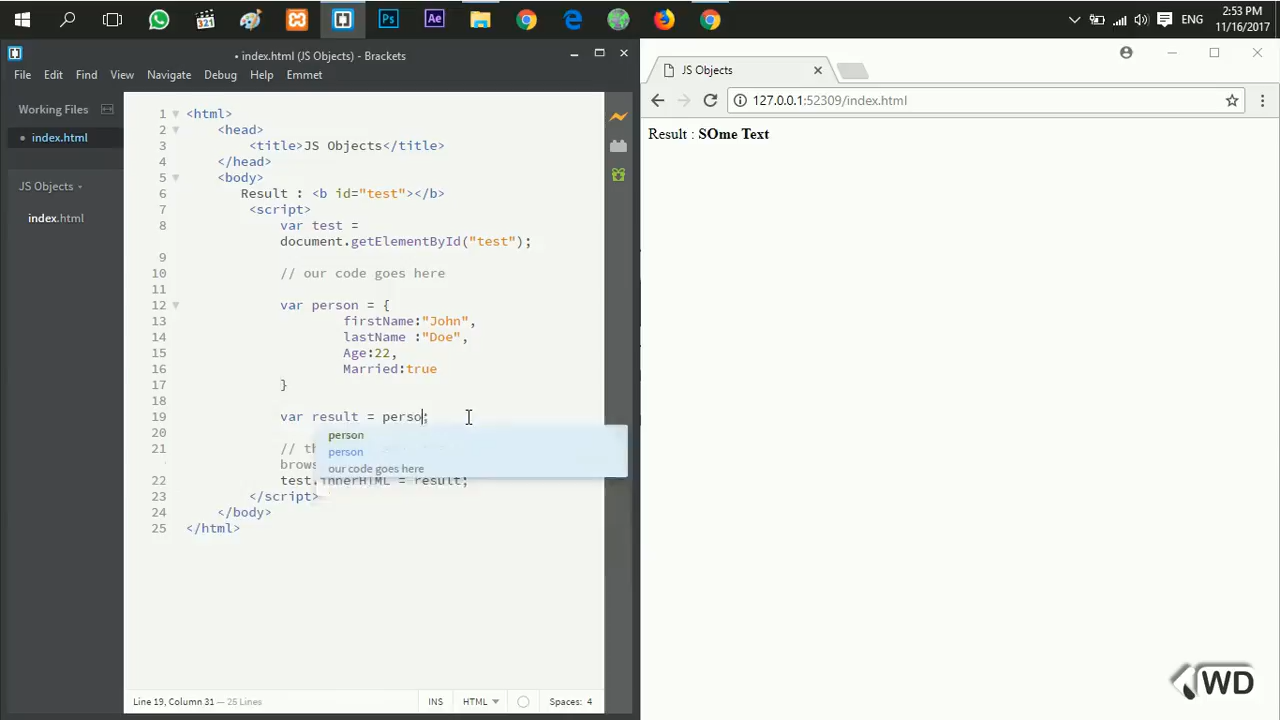 Ps
Ae
ENG
2:53 PM
11/16/2017
• index.html (JS Objects) - Brackets
File Edit Find View Navigate Debug Help Emmet
Working Files
• index.html
JS Objects
index.html
1 <html>
2 <head>
3 <title>JS Objects</title>
4 </head>
5 <body>
6 Result : <b id="test"></b>
7 <script>
8 var test =
document.getElementById("test");
9
10 // our code goes here
11
12 var person = {
13 firstName:"John",
14 lastName :"Doe",
15 Age:22,
16 Married:true
17 }
18
19 var result = perso;
20
21 // th
brows
22 test.innerHTML = result;
23 </script>
24 </body>
25 </html>
person
person
our code goes here
Line 19, Column 31 — 25 Lines
INS HTML Spaces: 4
JS Objects
127.0.0.1:52309/index.html
Result : SOme Text
WD